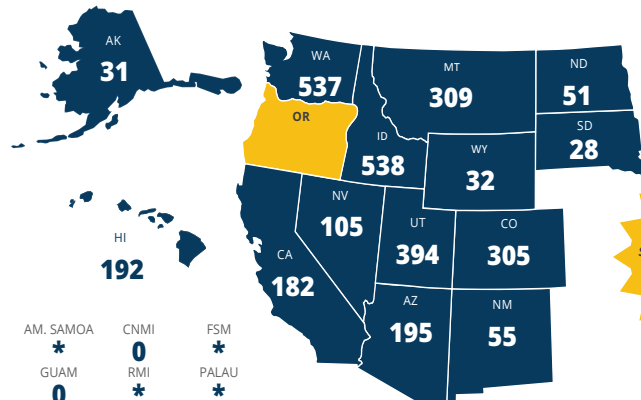 AK
31
WA
537
MT
309
ND
51
OR
ID
538
SD
28
WY
32
NV
105
UT
394
CO
305
HI
192
CA
182
AZ
195
NM
55
AM. SAMOA
*
CNMI
0
FSM
*
GUAM
0
RMI
*
PALAU
*